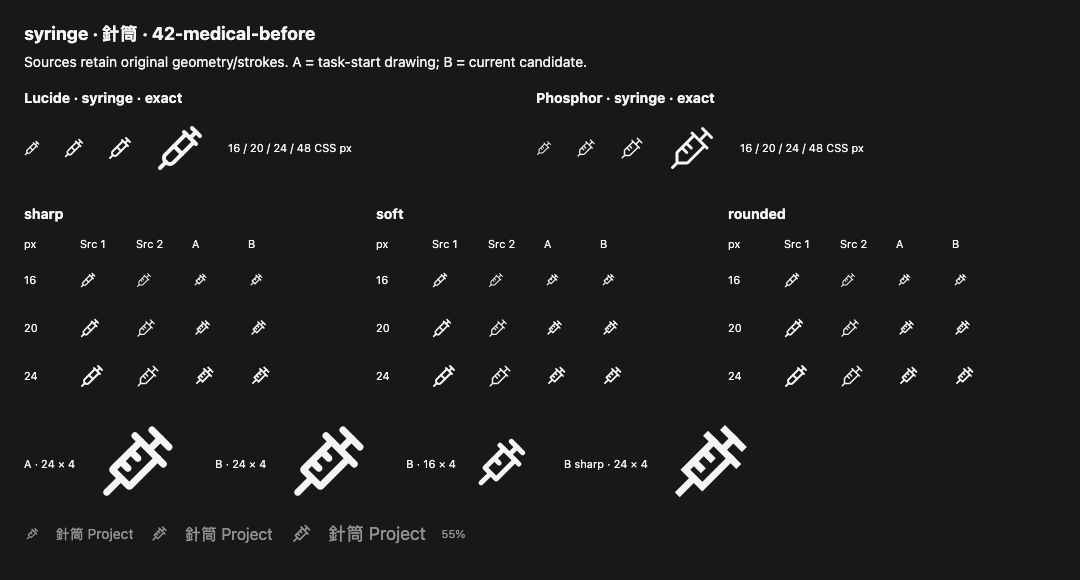 syringe · 針筒 · 42-medical-before
Sources retain original geometry/strokes. A = task-start drawing; B = current candidate.
Lucide · syringe · exact
Phosphor · syringe · exact
16 / 20 / 24 / 48 CSS px
16 / 20 / 24 / 48 CSS px
sharp
soft
rounded
px Src 1 Src 2 A B
px Src 1 Src 2 A B
px Src 1 Src 2 A B
16
16
16
20
20
20
24
24
24
A · 24 × 4
B · 24 × 4
B · 16 × 4
B sharp · 24 × 4
針筒 Project
針筒 Project
針筒 Project
55%